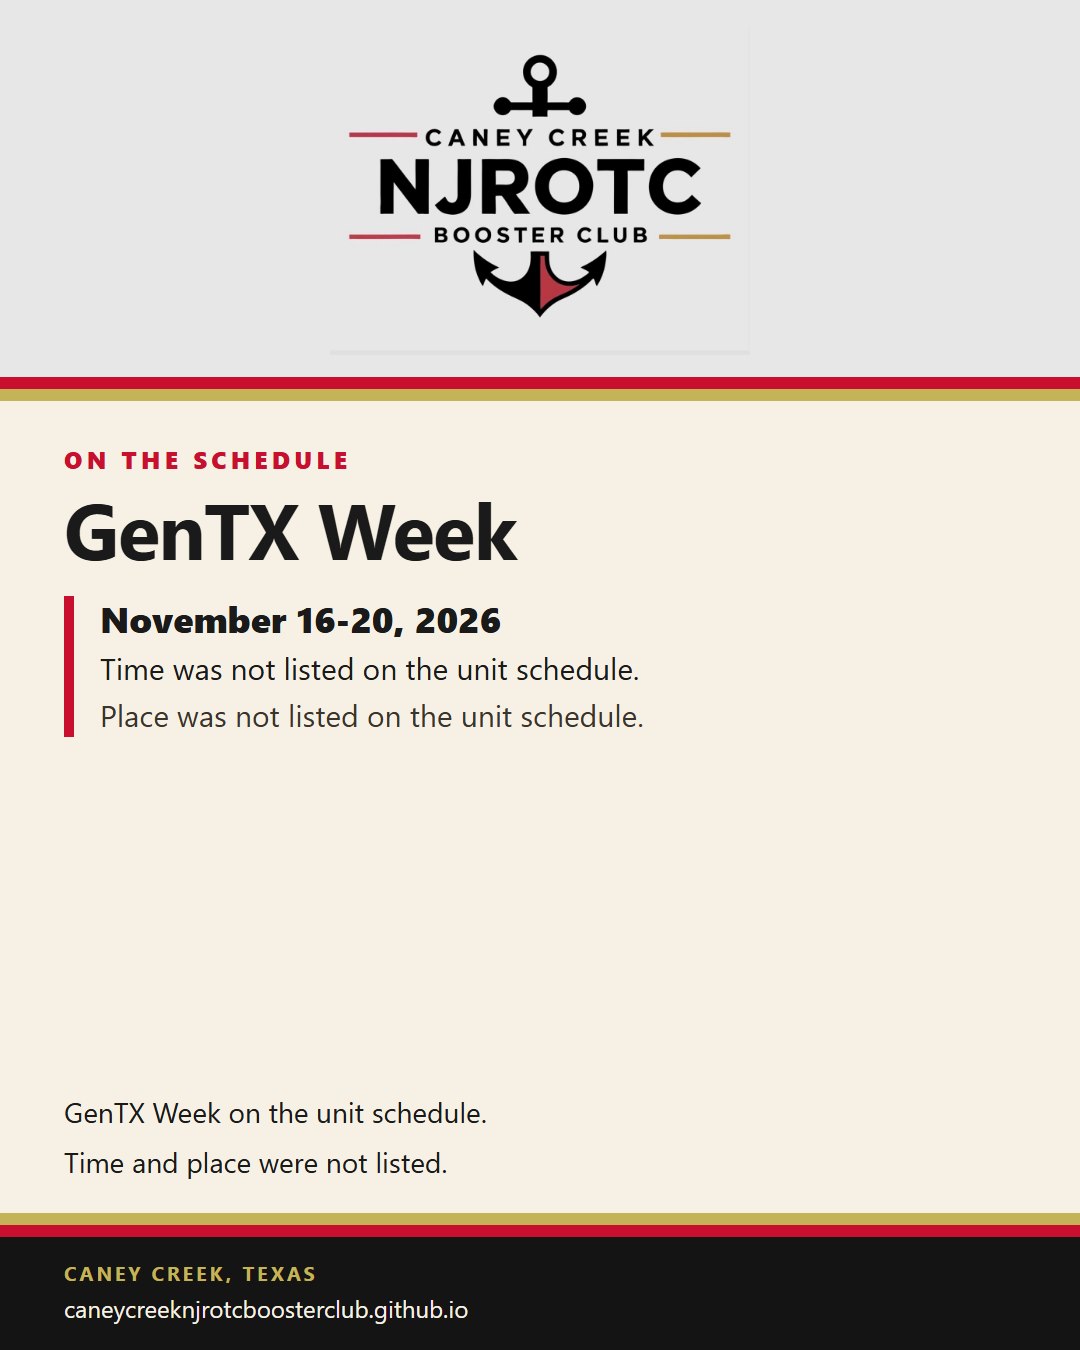 CANEY CREEK
NJROTC
BOOSTER CLUB
ON THE SCHEDULE
GenTX Week
November 16-20, 2026
Time was not listed on the unit schedule.
Place was not listed on the unit schedule.
GenTX Week on the unit schedule.
Time and place were not listed.
CANEY CREEK, TEXAS
caneycreeknjrotcboosterclub.github.io